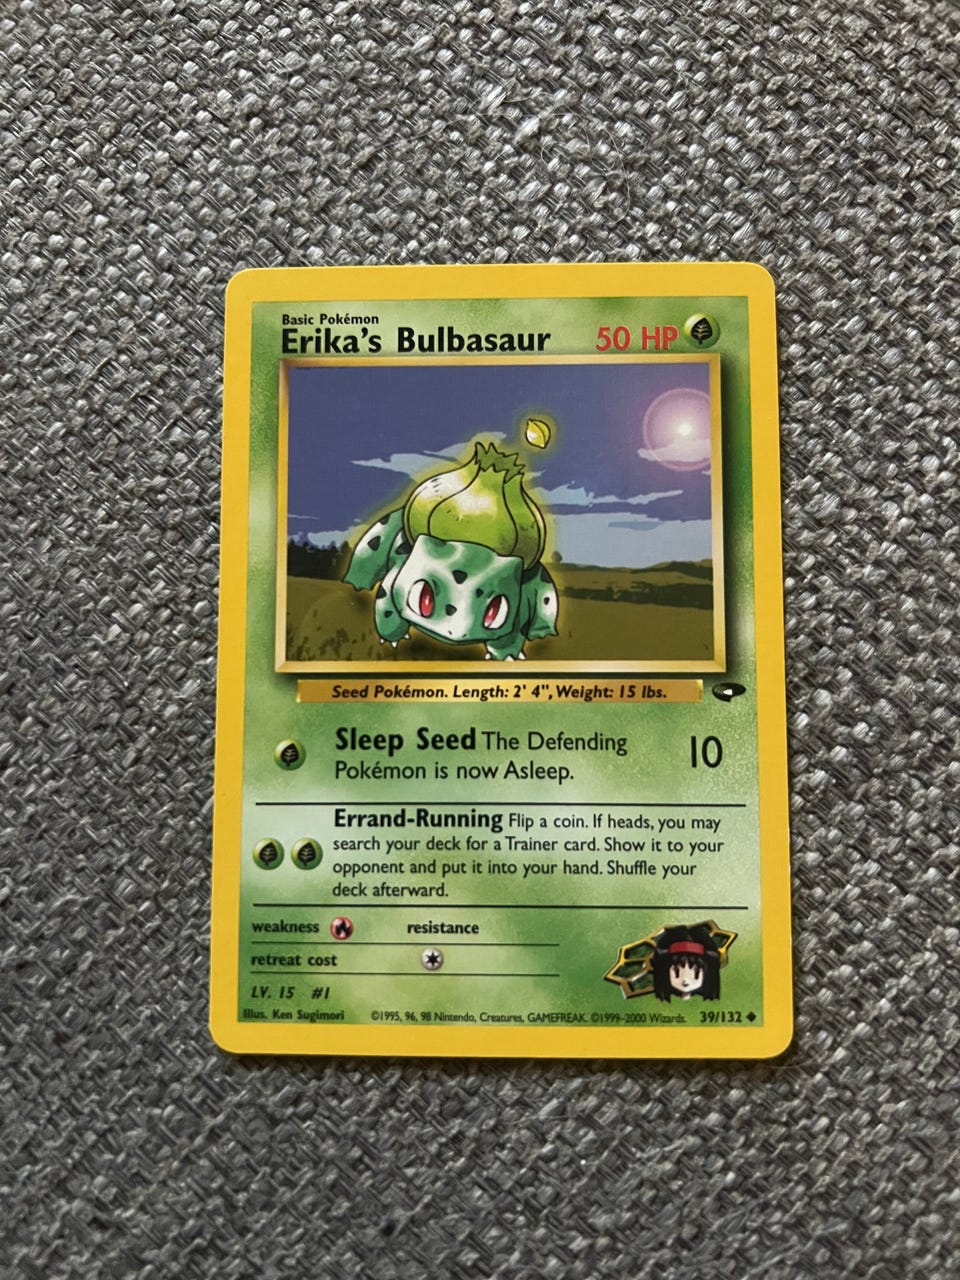 Basic Pokémon
Erika's Bulbasaur 50 HP
Seed Pokémon. Length: 2' 4", Weight: 15 lbs.
Sleep Seed The Defending 10
Pokémon is now Asleep.
Errand-Running Flip a coin. If heads, you may
search your deck for a Trainer card. Show it to your
opponent and put it into your hand. Shuffle your
deck afterward.
weakness resistance
retreat cost
LV. 15 #1
Illus. Ken Sugimori ©1995, 96, 98 Nintendo, Creatures, GAMEFREAK. ©1999-2000 Wizards. 39/132